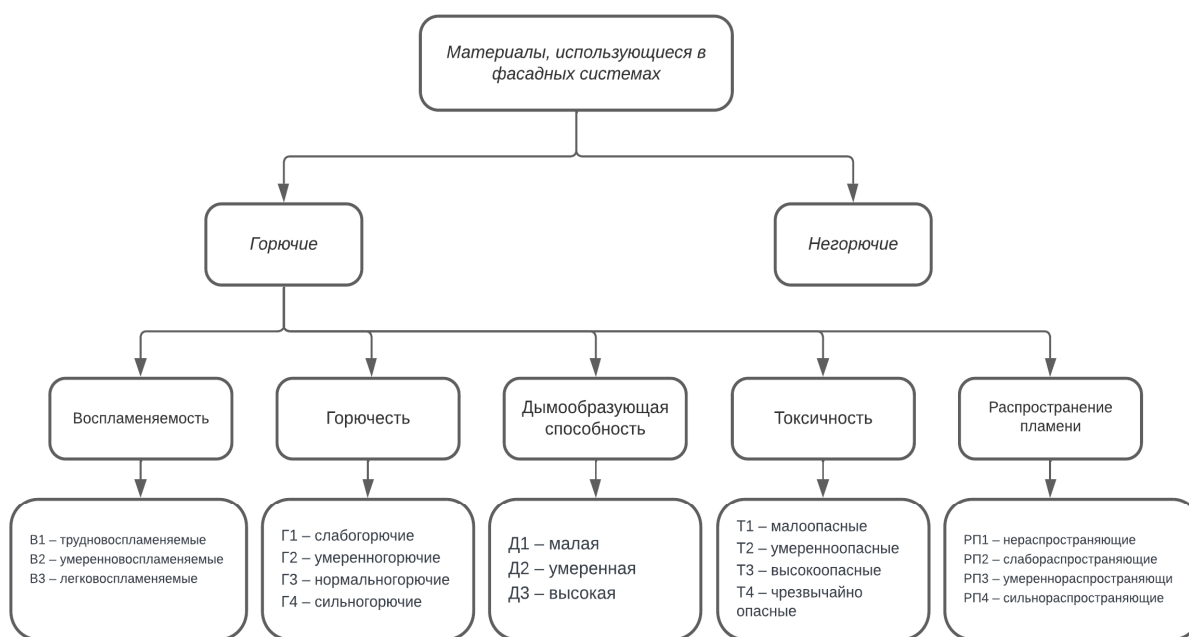 Материалы, использующиеся в
фасадных системах
Горючие
Негорючие
Воспламеняемость
Горючесть
Дымообразующая
способность
Токсичность
Распространение
пламени
В1 – трудновоспламеняемые
В2 – умеренновоспламеняемые
В3 – легковоспламеняемые
Г1 – слабогорючие
Г2 – умеренногорючие
Г3 – нормальногорючие
Г4 – сильногорючие
Д1 – малая
Д2 – умеренная
Д3 – высокая
Т1 – малоопасные
Т2 – умеренноопасные
Т3 – высокоопасные
Т4 – чрезвычайно
опасные
РП1 – нераспространяющие
РП2 – слабораспространяющие
РП3 – умереннораспространяющи
РП4 – сильнораспространяющие